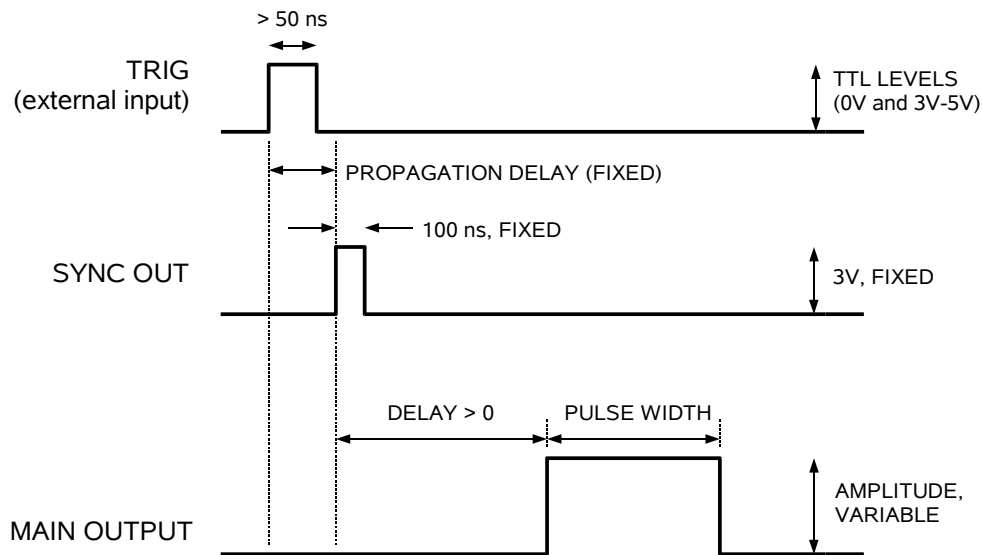 > 50 ns
TRIG
(external input)
TTL LEVELS
(0V and 3V-5V)
PROPAGATION DELAY (FIXED)
100 ns, FIXED
SYNC OUT
3V, FIXED
DELAY > 0
PULSE WIDTH
AMPLITUDE,
VARIABLE
MAIN OUTPUT